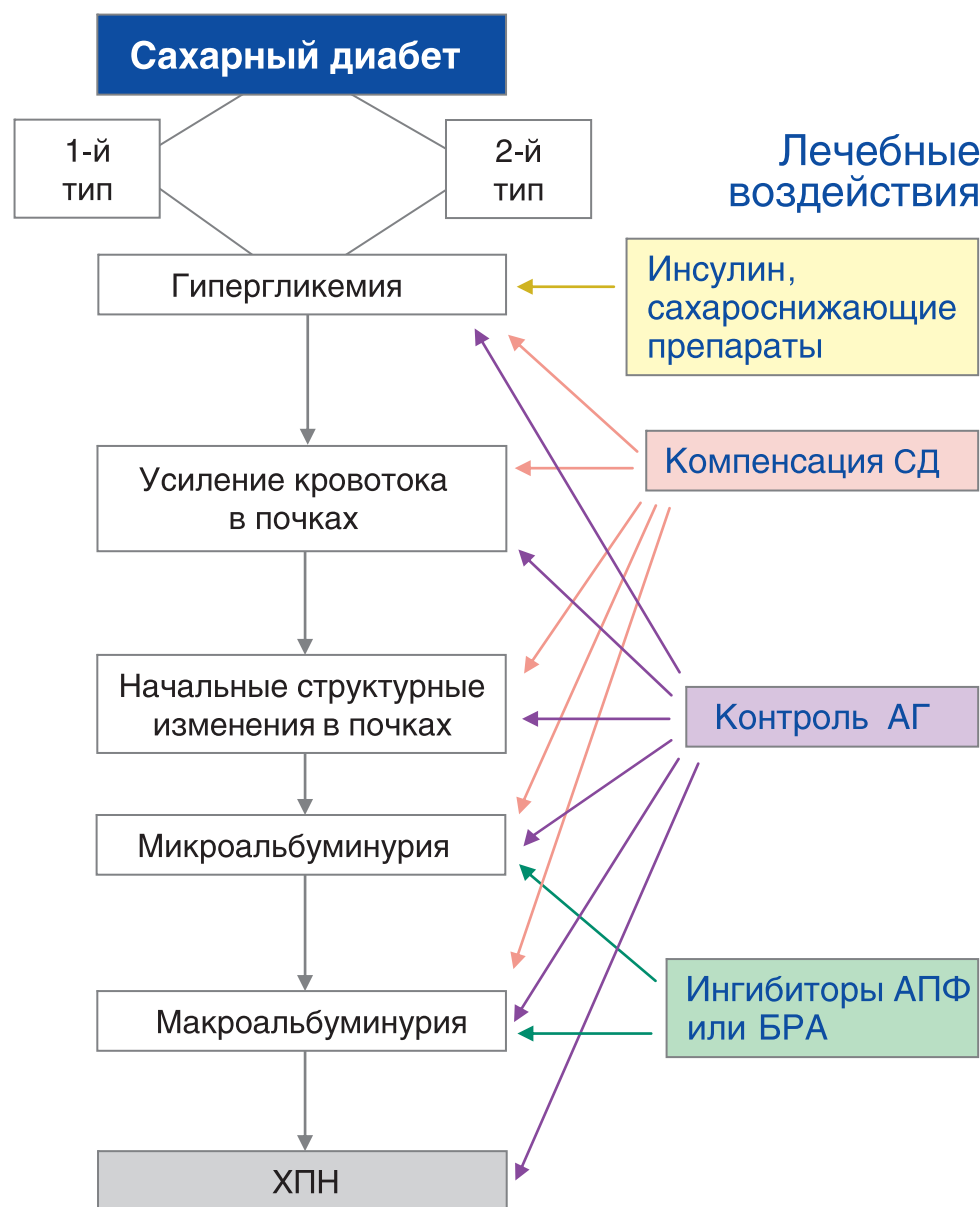 Сахарный диабет
1-й
тип
2-й
тип
Лечебные
воздействия
Гипергликемия
Инсулин,
сахароснижающие
препараты
Усиление кровотока
в почках
Компенсация СД
Начальные структурные
изменения в почках
Контроль АГ
Микроальбуминурия
Макроальбуминурия
Ингибиторы АПФ
или БРА
ХПН